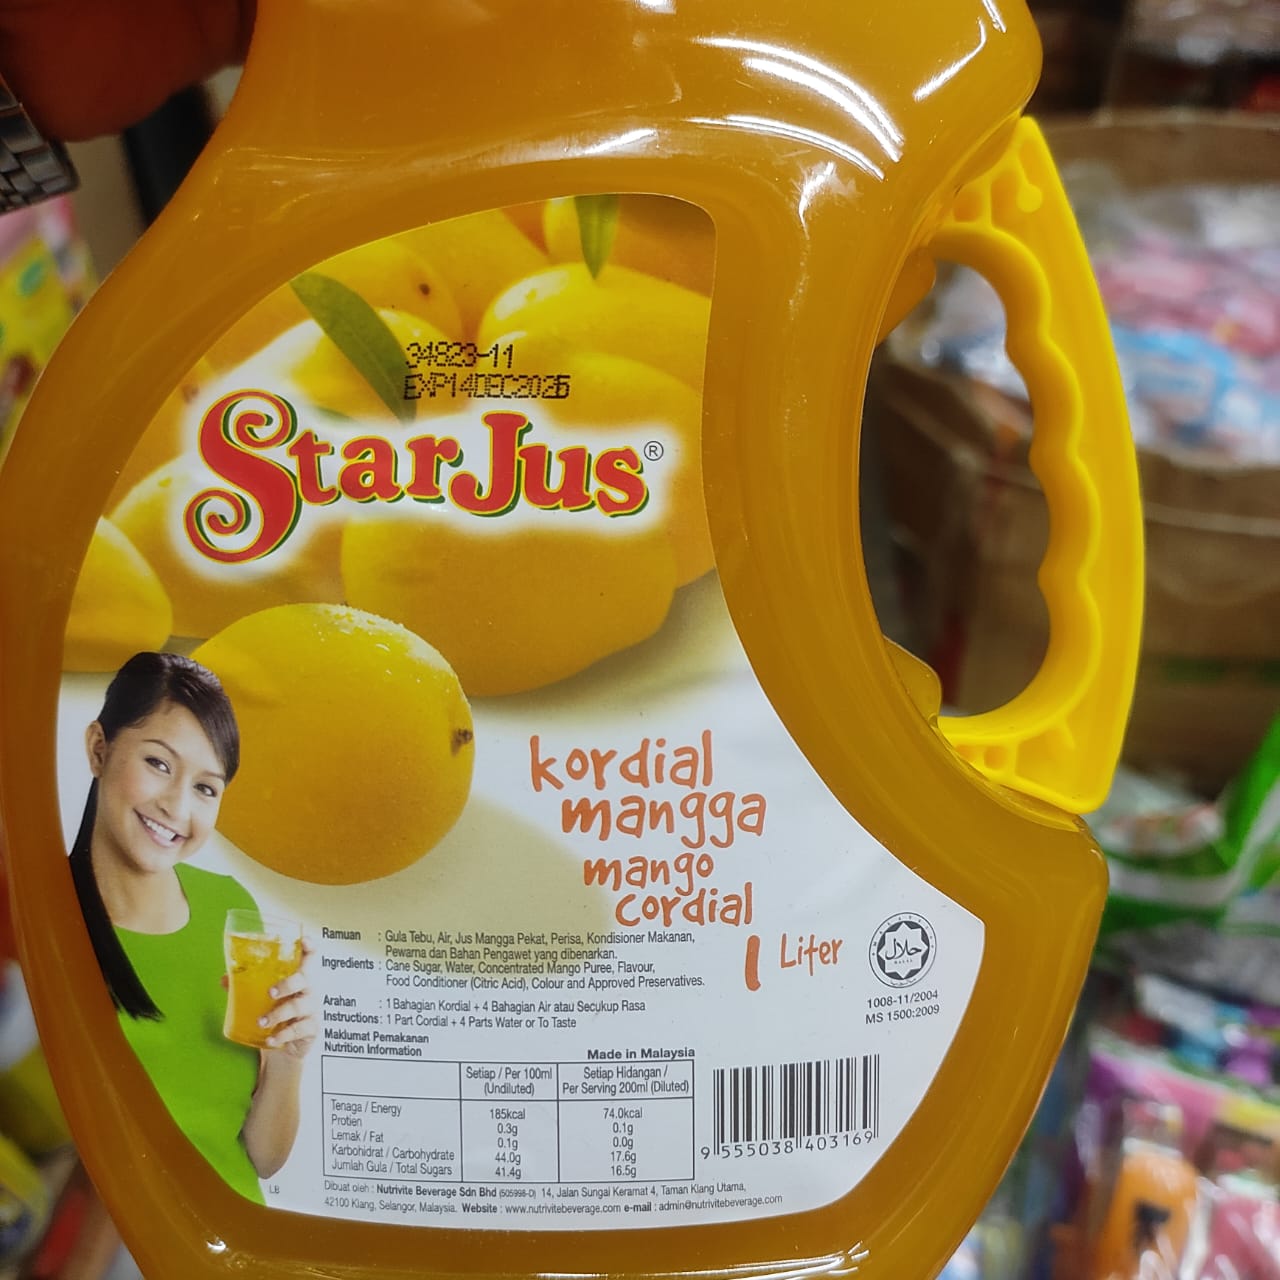 34823-11
StarJus®
kordial
mangga
mango
cordial
1 Liter
حلال
1008-11/2004
MS 1500:2009
Ramuan : Gula Tebu, Air, Jus Mangga Pekat, Perisa, Kondisioner Makanan,
Pewarna dan Bahan Pengawet yang dibenarkan.
Ingredients : Cane Sugar, Water, Concentrated Mango Puree, Flavour,
Food Conditioner (Citric Acid), Colour and Approved Preservatives.
Arahan : 1 Bahagian Kordial + 4 Bahagian Air atau Secukup Rasa
Instructions : 1 Part Cordial + 4 Parts Water or To Taste
Maklumat Pemakanan
Nutrition Information
Made in Malaysia
Setiap / Per 100ml Setiap Hidangan /
(Undiluted) Per Serving 200ml (Diluted)
Tenaga / Energy 185kcal 74.0kcal
Protien 0.3g 0.1g
Lemak / Fat 0.1g 0.0g
Karbohidrat / Carbohydrate 44.0g 17.6g
Jumlah Gula / Total Sugars 41.4g 16.5g
9 555038 403169
LB
Dibuat oleh : Nutrivite Beverage Sdn Bhd (505998-D) 14, Jalan Sungai Keramat 4, Taman Klang Utama,
42100 Klang, Selangor, Malaysia. Website : www.nutrivitebeverage.com e-mail : admin@nutrivitebeverage.com